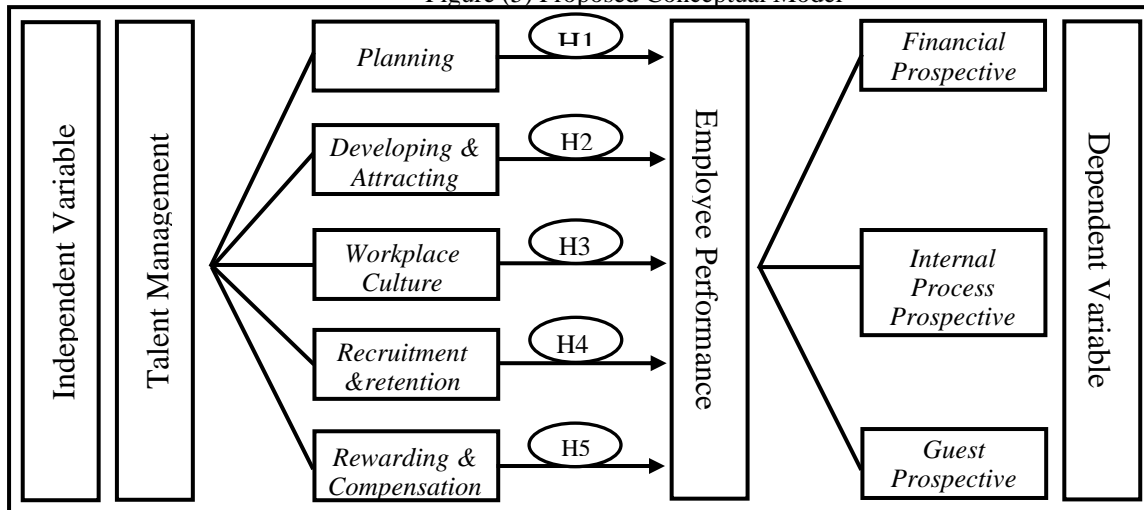 Figure (3) Proposed Conceptual Model
Independent Variable
Talent Management
Planning
Developing &
Attracting
Workplace
Culture
Recruitment
&retention
Rewarding &
Compensation
H1
H2
H3
H4
H5
Employee Performance
Financial
Prospective
Internal
Process
Prospective
Guest
Prospective
Dependent Variable